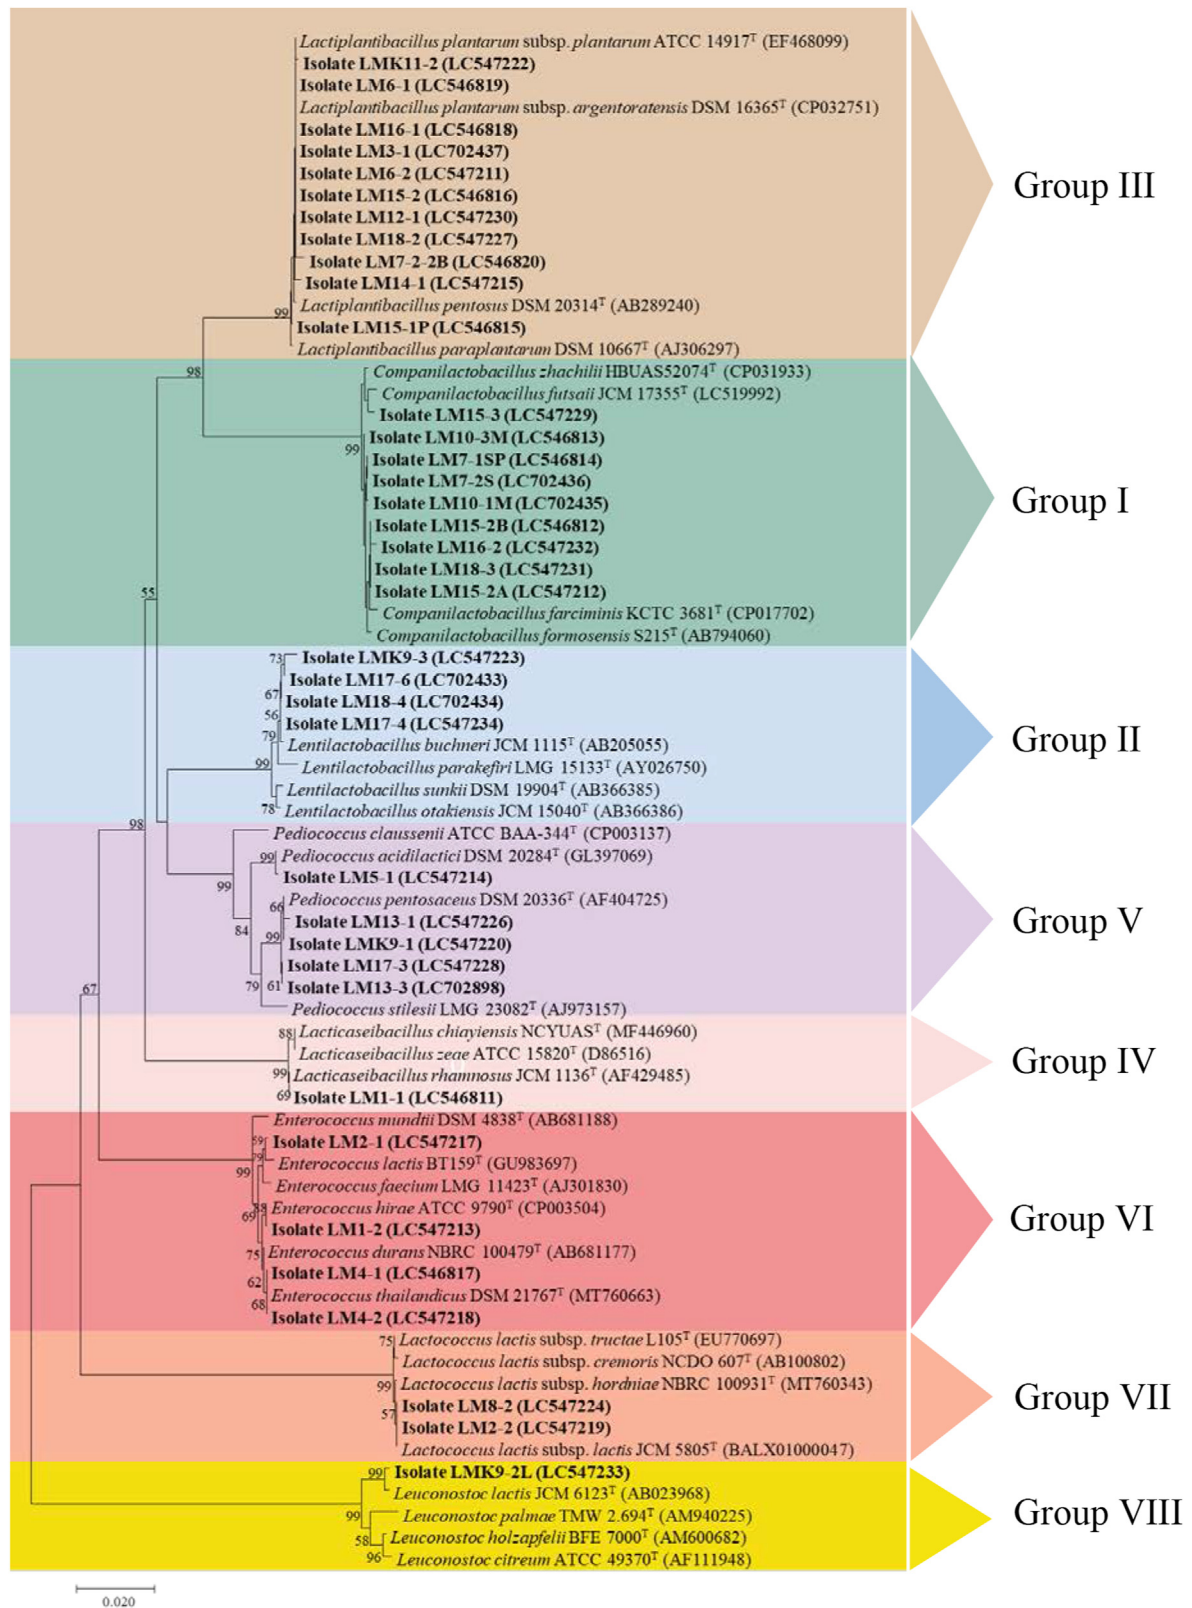 Lactiplantibacillus plantarum subsp. plantarum ATCC 14917ᵀ (EF468099)
Isolate LMK11-2 (LC547222)
Isolate LM6-1 (LC546819)
Lactiplantibacillus plantarum subsp. argentoratensis DSM 16365ᵀ (CP032751)
Isolate LM16-1 (LC546818)
Isolate LM3-1 (LC702437)
Isolate LM6-2 (LC547211)
Isolate LM15-2 (LC546816)
Isolate LM12-1 (LC547230)
Isolate LM18-2 (LC547227)
Isolate LM7-2-2B (LC546820)
Isolate LM14-1 (LC547215)
Lactiplantibacillus pentosus DSM 20314ᵀ (AB289240)
99
Isolate LM15-1P (LC546815)
Lactiplantibacillus paraplantarum DSM 10667ᵀ (AJ306297)
Group III
98
Companilactobacillus zhachilii HBUAS52074ᵀ (CP031933)
Companilactobacillus futsaii JCM 17355ᵀ (LC519992)
Isolate LM15-3 (LC547229)
Isolate LM10-3M (LC546813)
99
Isolate LM7-1SP (LC546814)
Isolate LM7-2S (LC702436)
Isolate LM10-1M (LC702435)
Isolate LM15-2B (LC546812)
Isolate LM16-2 (LC547232)
Isolate LM18-3 (LC547231)
Isolate LM15-2A (LC547212)
Companilactobacillus farciminis KCTC 3681ᵀ (CP017702)
Companilactobacillus formosensis S215ᵀ (AB794060)
Group I
55
73
Isolate LMK9-3 (LC547223)
Isolate LM17-6 (LC702433)
67
Isolate LM18-4 (LC702434)
56
Isolate LM17-4 (LC547234)
79
Lentilactobacillus buchneri JCM 1115ᵀ (AB205055)
99
Lentilactobacillus parakefiri LMG 15133ᵀ (AY026750)
Lentilactobacillus sunkii DSM 19904ᵀ (AB366385)
78
Lentilactobacillus otakiensis JCM 15040ᵀ (AB366386)
Group II
98
Pediococcus claussenii ATCC BAA-344ᵀ (CP003137)
99
Pediococcus acidilactici DSM 20284ᵀ (GL397069)
Isolate LM5-1 (LC547214)
99
Pediococcus pentosaceus DSM 20336ᵀ (AF404725)
66
Isolate LM13-1 (LC547226)
84
99
Isolate LMK9-1 (LC547220)
Isolate LM17-3 (LC547228)
79
61
Isolate LM13-3 (LC702898)
Pediococcus stilesii LMG 23082ᵀ (AJ973157)
Group V
67
88
Lacticaseibacillus chiayiensis NCYUASᵀ (MF446960)
Lacticaseibacillus zeae ATCC 15820ᵀ (D86516)
99
Lacticaseibacillus rhamnosus JCM 1136ᵀ (AF429485)
69
Isolate LM1-1 (LC546811)
Group IV
Enterococcus mundtii DSM 4838ᵀ (AB681188)
59
Isolate LM2-1 (LC547217)
79
Enterococcus lactis BT159ᵀ (GU983697)
99
Enterococcus faecium LMG 11423ᵀ (AJ301830)
Enterococcus hirae ATCC 9790ᵀ (CP003504)
69
Isolate LM1-2 (LC547213)
75
Enterococcus durans NBRC 100479ᵀ (AB681177)
Isolate LM4-1 (LC546817)
62
Enterococcus thailandicus DSM 21767ᵀ (MT760663)
68
Isolate LM4-2 (LC547218)
Group VI
75
Lactococcus lactis subsp. tructae L105ᵀ (EU770697)
Lactococcus lactis subsp. cremoris NCDO 607ᵀ (AB100802)
99
Lactococcus lactis subsp. hordniae NBRC 100931ᵀ (MT760343)
Isolate LM8-2 (LC547224)
57
Isolate LM2-2 (LC547219)
Lactococcus lactis subsp. lactis JCM 5805ᵀ (BALX01000047)
Group VII
99
Isolate LMK9-2L (LC547233)
Leuconostoc lactis JCM 6123ᵀ (AB023968)
99
Leuconostoc palmae TMW 2.694ᵀ (AM940225)
58
Leuconostoc holzapfelii BFE 7000ᵀ (AM600682)
96
Leuconostoc citreum ATCC 49370ᵀ (AF111948)
Group VIII
0.020